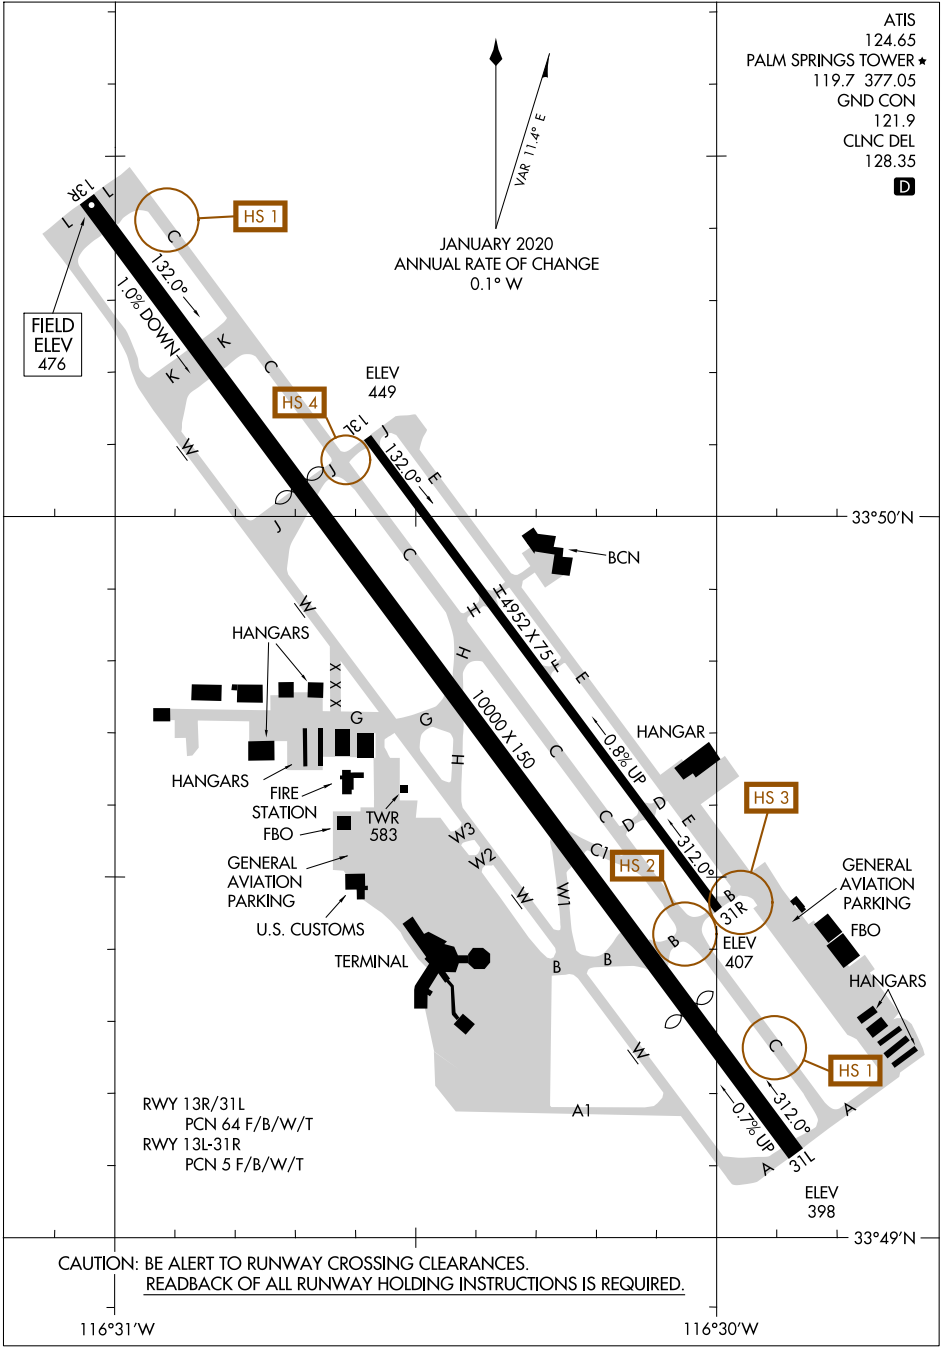 ATIS
124.65
PALM SPRINGS TOWER ★
119.7 377.05
GND CON
121.9
CLNC DEL
128.35
D
VAR 11.4° E
JANUARY 2020
ANNUAL RATE OF CHANGE
0.1° W
13R
L
L
HS 1
C
132.0°
1.0% DOWN
FIELD
ELEV
476
K
K
C
ELEV
449
HS 4
13L
J
132.0°
E
W
J
J
33°50'N
C
BCN
H
H
4952 X 75
F
W
HANGARS
H
E
X
X
X
G
G
10000 X 150
H
C
0.8% UP
HANGAR
HANGARS
FIRE
STATION
FBO
TWR
583
HS 3
D
E
C
D
312.0°
W3
W2
C1
HS 2
GENERAL
AVIATION
PARKING
GENERAL
AVIATION
PARKING
W
W1
B
31R
FBO
U.S. CUSTOMS
B
ELEV
407
TERMINAL
B
B
HANGARS
W
C
HS 1
RWY 13R/31L
PCN 64 F/B/W/T
RWY 13L-31R
PCN 5 F/B/W/T
A1
312.0°
0.7% UP
A
A
31L
ELEV
398
33°49'N
CAUTION: BE ALERT TO RUNWAY CROSSING CLEARANCES.
READBACK OF ALL RUNWAY HOLDING INSTRUCTIONS IS REQUIRED.
116°31'W
116°30'W